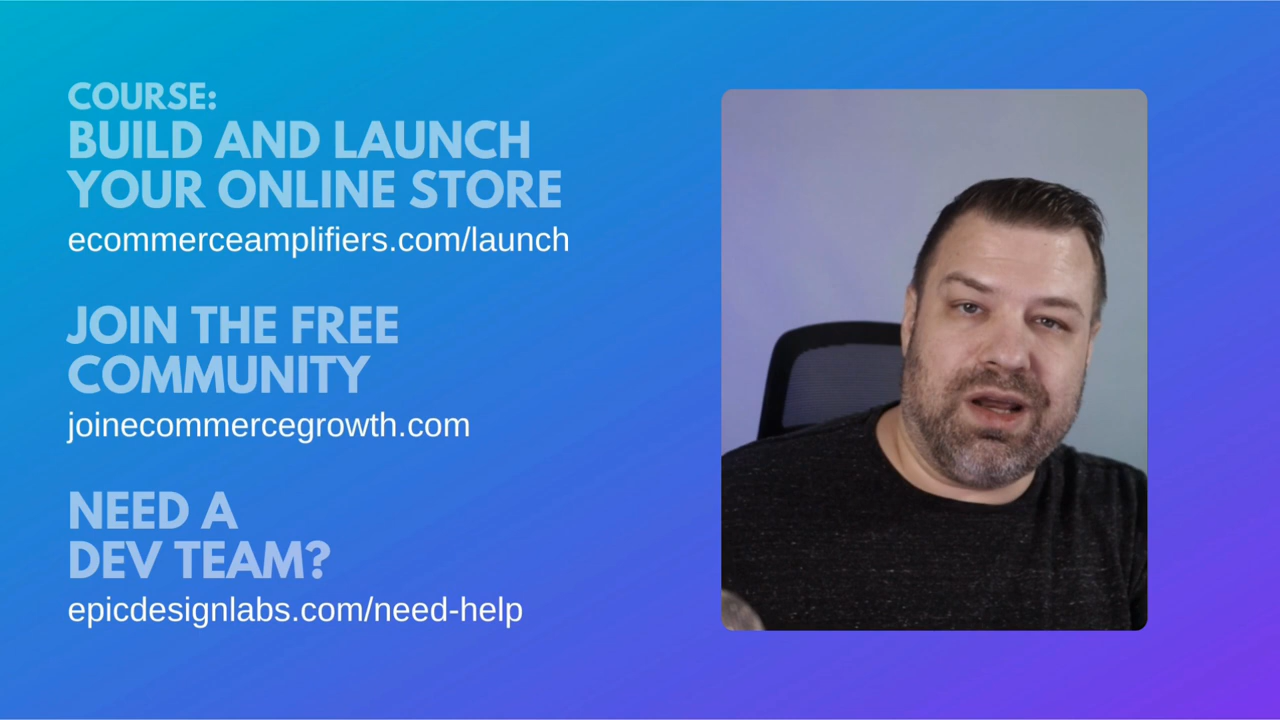 COURSE:
BUILD AND LAUNCH
YOUR ONLINE STORE
ecommerceamplifiers.com/launch
JOIN THE FREE
COMMUNITY
joinecommercegrowth.com
NEED A
DEV TEAM?
epicdesignlabs.com/need-help